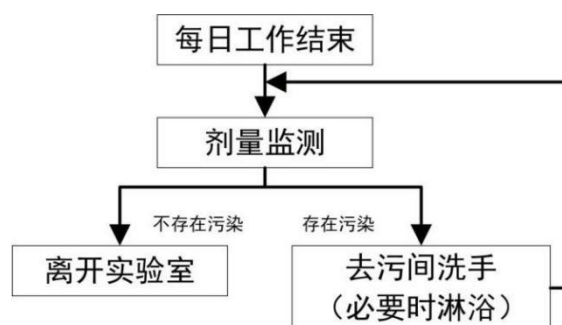 每日工作结束
剂量监测
不存在污染
存在污染
离开实验室
去污间洗手
（必要时淋浴）